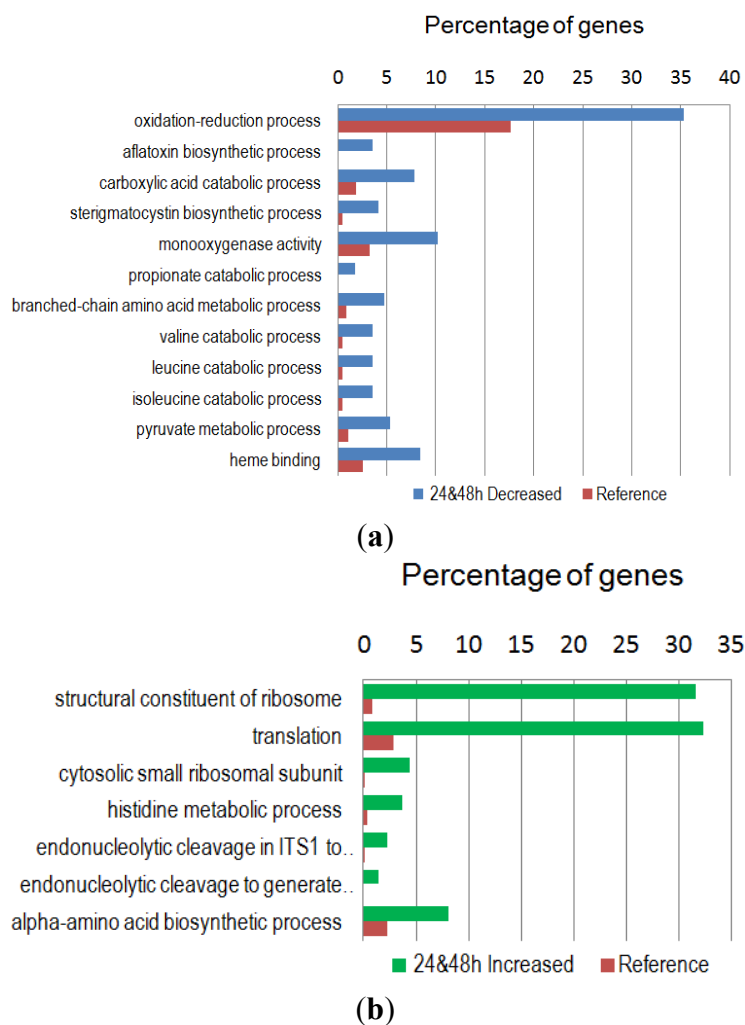 Percentage of genes
0 5 10 15 20 25 30 35 40
oxidation-reduction process
aflatoxin biosynthetic process
carboxylic acid catabolic process
sterigmatocystin biosynthetic process
monooxygenase activity
propionate catabolic process
branched-chain amino acid metabolic process
valine catabolic process
leucine catabolic process
isoleucine catabolic process
pyruvate metabolic process
heme binding
24&48h Decreased Reference
(a)
Percentage of genes
0 5 10 15 20 25 30 35
structural constituent of ribosome
translation
cytosolic small ribosomal subunit
histidine metabolic process
endonucleolytic cleavage in ITS1 to..
endonucleolytic cleavage to generate..
alpha-amino acid biosynthetic process
24&48h Increased Reference
(b)